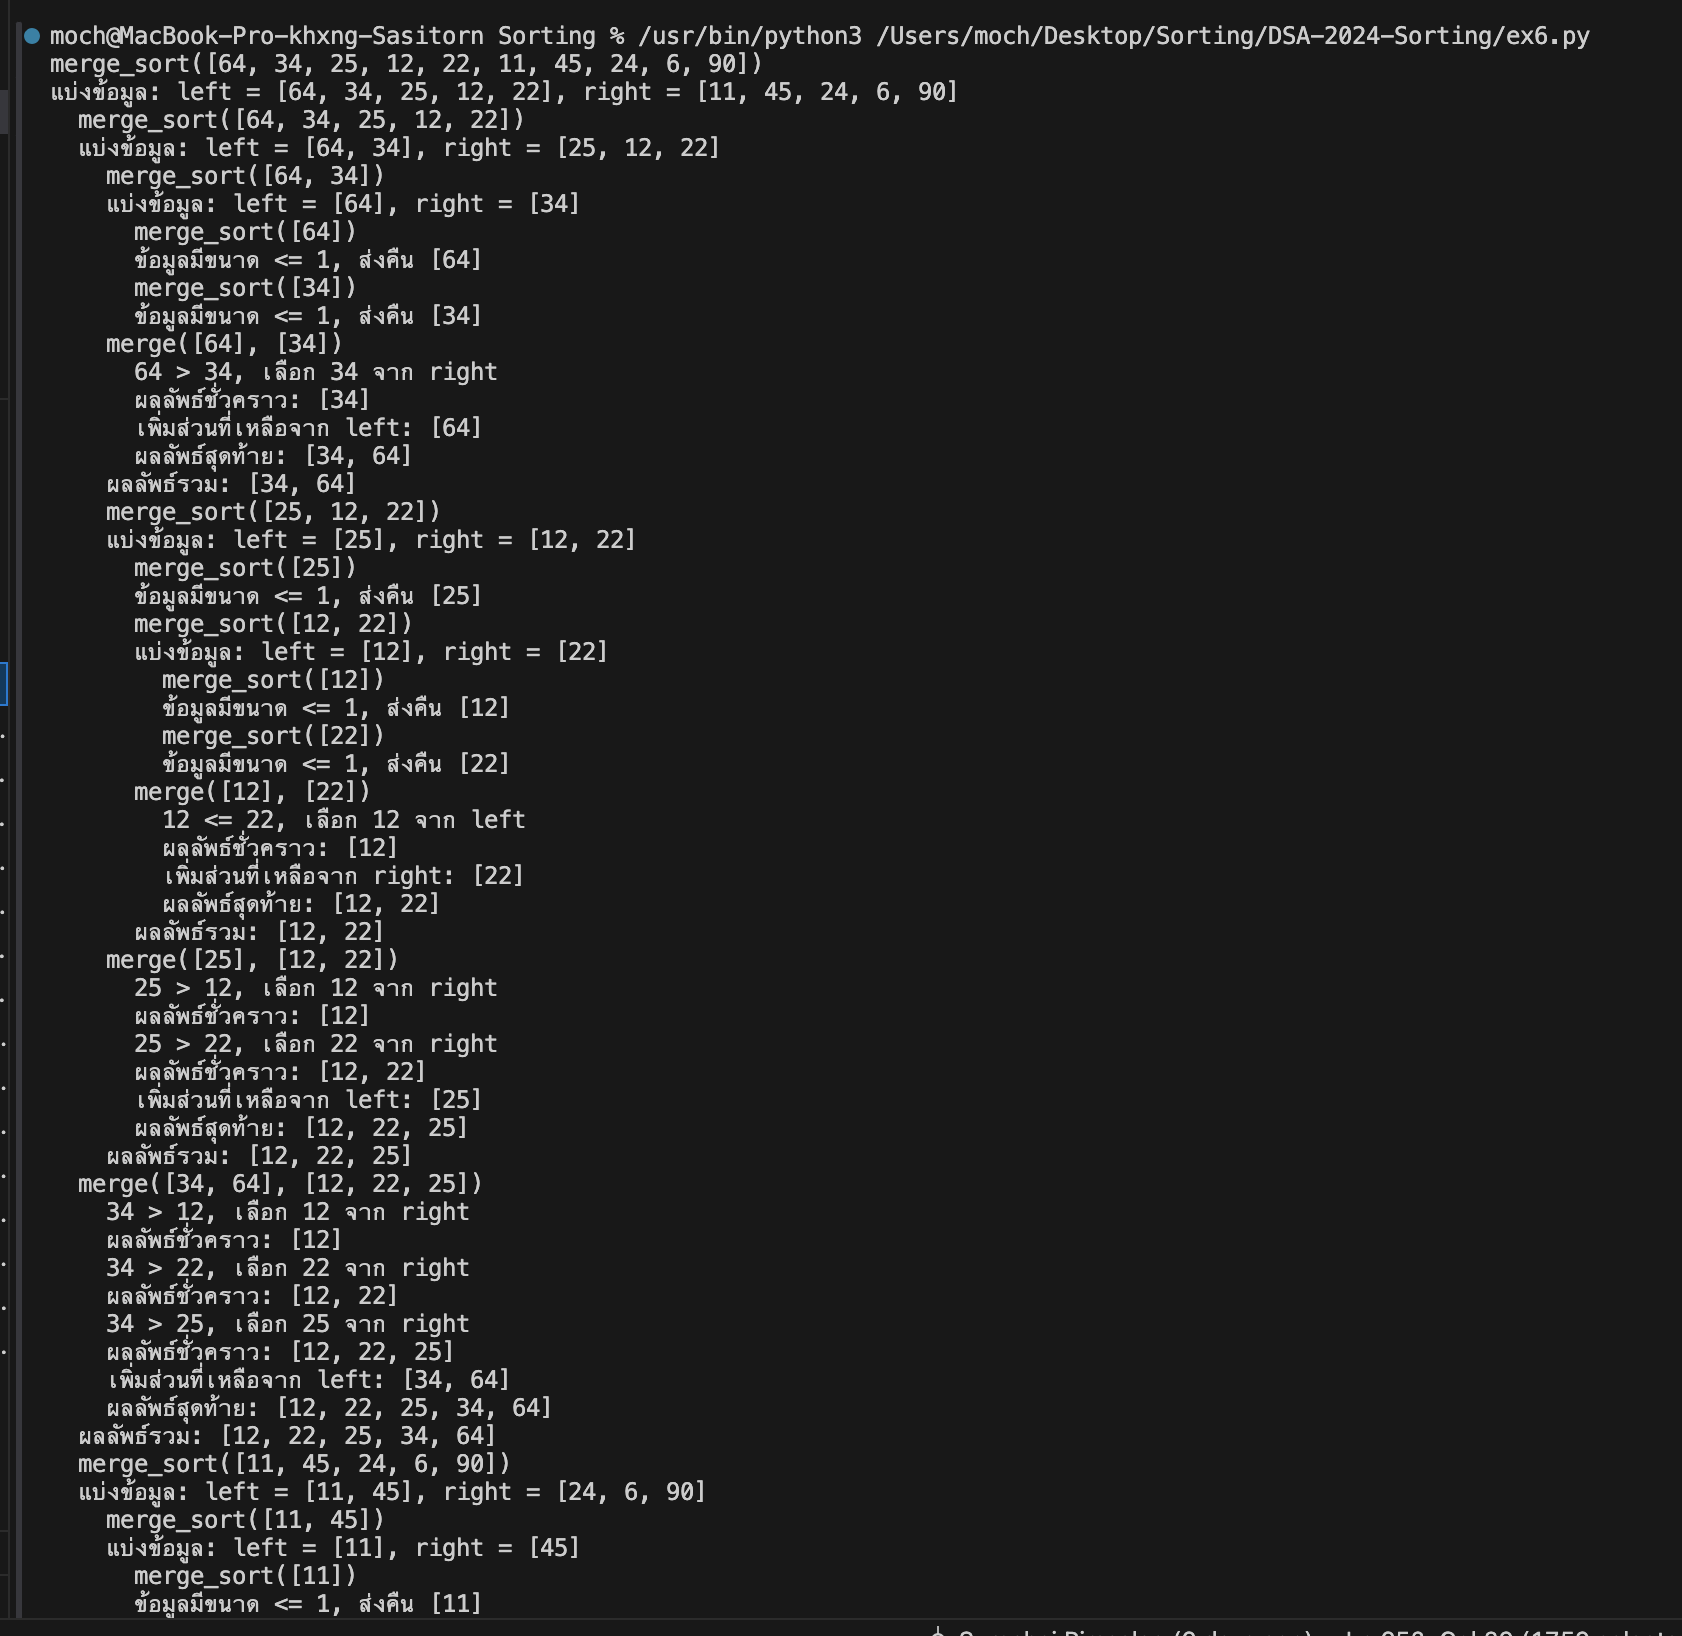 moch@MacBook-Pro-khxng-Sasitorn Sorting % /usr/bin/python3 /Users/moch/Desktop/Sorting/DSA-2024-Sorting/ex6.py
merge_sort([64, 34, 25, 12, 22, 11, 45, 24, 6, 90])
แบ่งข้อมูล: left = [64, 34, 25, 12, 22], right = [11, 45, 24, 6, 90]
merge_sort([64, 34, 25, 12, 22])
แบ่งข้อมูล: left = [64, 34], right = [25, 12, 22]
merge_sort([64, 34])
แบ่งข้อมูล: left = [64], right = [34]
merge_sort([64])
ข้อมูลมีขนาด <= 1, ส่งคืน [64]
merge_sort([34])
ข้อมูลมีขนาด <= 1, ส่งคืน [34]
merge([64], [34])
64 > 34, เลือก 34 จาก right
ผลลัพธ์ชั่วคราว: [34]
เพิ่มส่วนที่เหลือจาก left: [64]
ผลลัพธ์สุดท้าย: [34, 64]
ผลลัพธ์รวม: [34, 64]
merge_sort([25, 12, 22])
แบ่งข้อมูล: left = [25], right = [12, 22]
merge_sort([25])
ข้อมูลมีขนาด <= 1, ส่งคืน [25]
merge_sort([12, 22])
แบ่งข้อมูล: left = [12], right = [22]
merge_sort([12])
ข้อมูลมีขนาด <= 1, ส่งคืน [12]
merge_sort([22])
ข้อมูลมีขนาด <= 1, ส่งคืน [22]
merge([12], [22])
12 <= 22, เลือก 12 จาก left
ผลลัพธ์ชั่วคราว: [12]
เพิ่มส่วนที่เหลือจาก right: [22]
ผลลัพธ์สุดท้าย: [12, 22]
ผลลัพธ์รวม: [12, 22]
merge([25], [12, 22])
25 > 12, เลือก 12 จาก right
ผลลัพธ์ชั่วคราว: [12]
25 > 22, เลือก 22 จาก right
ผลลัพธ์ชั่วคราว: [12, 22]
เพิ่มส่วนที่เหลือจาก left: [25]
ผลลัพธ์สุดท้าย: [12, 22, 25]
ผลลัพธ์รวม: [12, 22, 25]
merge([34, 64], [12, 22, 25])
34 > 12, เลือก 12 จาก right
ผลลัพธ์ชั่วคราว: [12]
34 > 22, เลือก 22 จาก right
ผลลัพธ์ชั่วคราว: [12, 22]
34 > 25, เลือก 25 จาก right
ผลลัพธ์ชั่วคราว: [12, 22, 25]
เพิ่มส่วนที่เหลือจาก left: [34, 64]
ผลลัพธ์สุดท้าย: [12, 22, 25, 34, 64]
ผลลัพธ์รวม: [12, 22, 25, 34, 64]
merge_sort([11, 45, 24, 6, 90])
แบ่งข้อมูล: left = [11, 45], right = [24, 6, 90]
merge_sort([11, 45])
แบ่งข้อมูล: left = [11], right = [45]
merge_sort([11])
ข้อมูลมีขนาด <= 1, ส่งคืน [11]